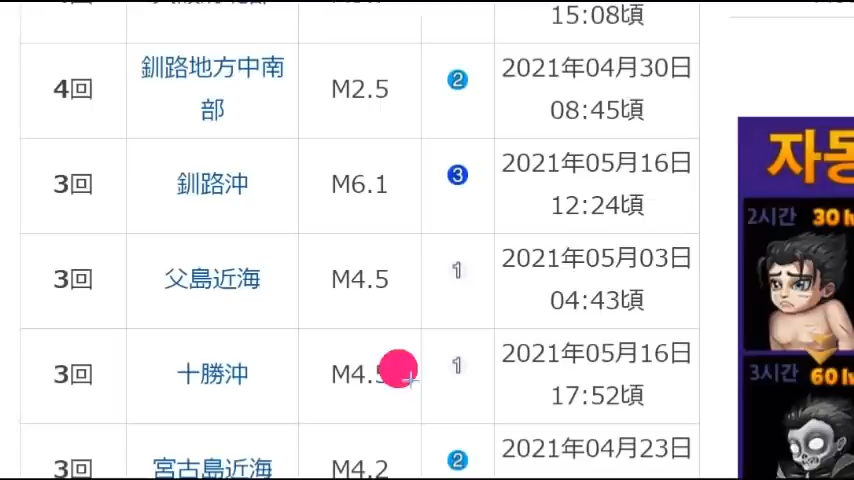 15:08頃
4回 釧路地方中南部 M2.5 2 2021年04月30日 08:45頃
3回 釧路沖 M6.1 3 2021年05月16日 12:24頃
3回 父島近海 M4.5 1 2021年05月03日 04:43頃
3回 十勝沖 M4. 1 2021年05月16日 17:52頃
3回 宮古島近海 M4.2 2 2021年04月23日
자동
2시간 30 lv
3시간 60 lv